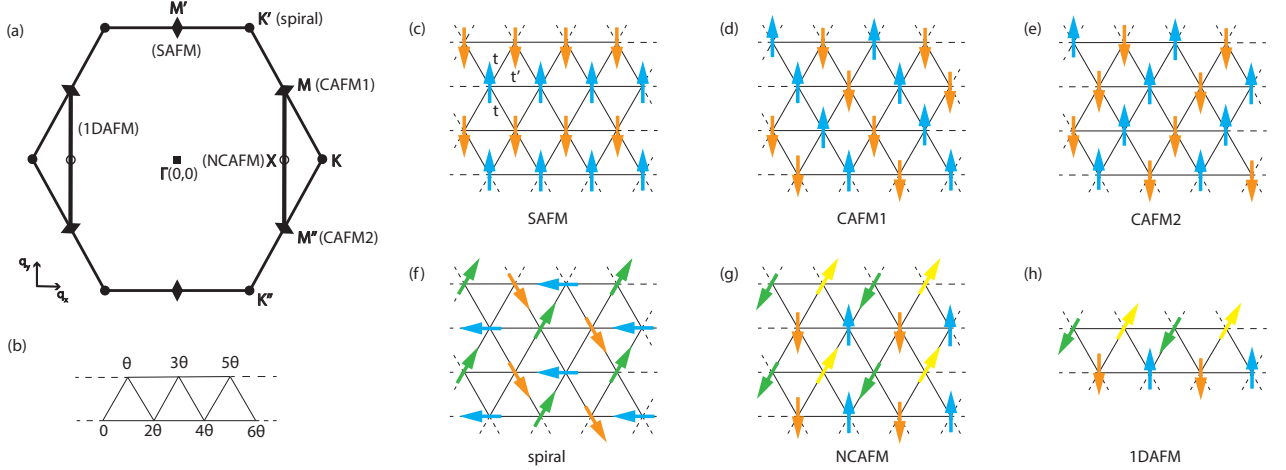 (a)
M′
K′ (spiral)
(SAFM)
M (CAFM1)
(1DAFM)
(NCAFM) X
K
Γ(0,0)
M″ (CAFM2)
q_y
q_x
K″
(b)
θ 3θ 5θ
0 2θ 4θ 6θ
(c)
t
t′
t
SAFM
(d)
CAFM1
(e)
CAFM2
(f)
spiral
(g)
NCAFM
(h)
1DAFM